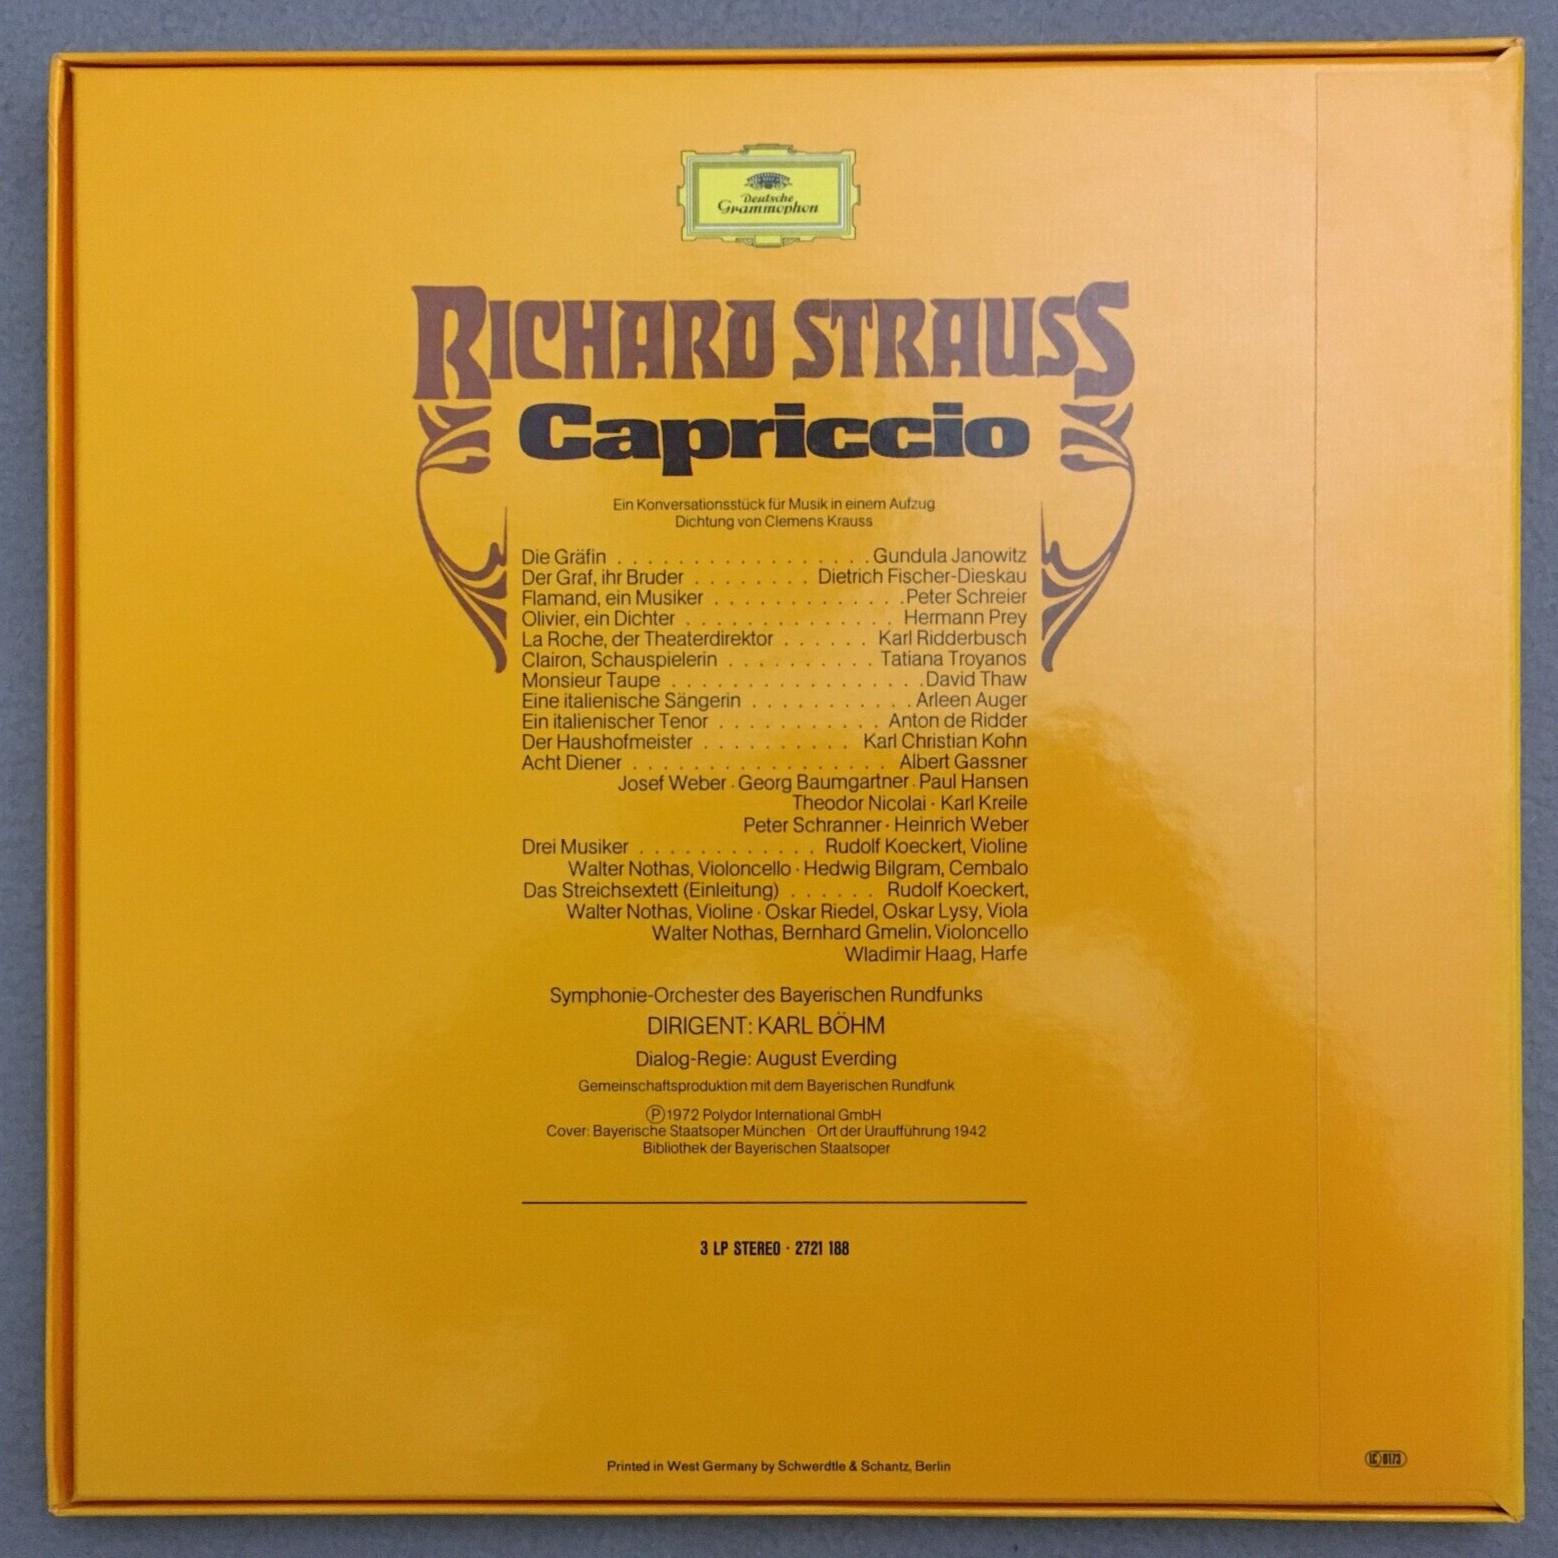 Deutsche
Grammophon
RICHARD STRAUSS
Capriccio
Ein Konversationsstück für Musik in einem Aufzug
Dichtung von Clemens Krauss
Die Gräfin . . . . . . . . . . . . . . . . . . Gundula Janowitz
Der Graf, ihr Bruder . . . . . . . . Dietrich Fischer-Dieskau
Flamand, ein Musiker . . . . . . . . . . . . . Peter Schreier
Olivier, ein Dichter . . . . . . . . . . . . . . Hermann Prey
La Roche, der Theaterdirektor . . . . . . Karl Ridderbusch
Clairon, Schauspielerin . . . . . . . . . . Tatiana Troyanos
Monsieur Taupe . . . . . . . . . . . . . . . . . . David Thaw
Eine italienische Sängerin . . . . . . . . . . . Arleen Auger
Ein italienischer Tenor . . . . . . . . . . . Anton de Ridder
Der Haushofmeister . . . . . . . . . . Karl Christian Kohn
Acht Diener . . . . . . . . . . . . . . . . . Albert Gassner
Josef Weber · Georg Baumgartner · Paul Hansen
Theodor Nicolai · Karl Kreile
Peter Schranner · Heinrich Weber
Drei Musiker . . . . . . . . . . . . Rudolf Koeckert, Violine
Walter Nothas, Violoncello · Hedwig Bilgram, Cembalo
Das Streichsextett (Einleitung) . . . . . . Rudolf Koeckert,
Walter Nothas, Violine · Oskar Riedel, Oskar Lysy, Viola
Walter Nothas, Bernhard Gmelin, Violoncello
Wladimir Haag, Harfe
Symphonie-Orchester des Bayerischen Rundfunks
DIRIGENT: KARL BÖHM
Dialog-Regie: August Everding
Gemeinschaftsproduktion mit dem Bayerischen Rundfunk
℗ 1972 Polydor International GmbH
Cover: Bayerische Staatsoper München · Ort der Uraufführung 1942
Bibliothek der Bayerischen Staatsoper
3 LP STEREO · 2721 188
Printed in West Germany by Schwerdtle & Schantz, Berlin
LC 0173